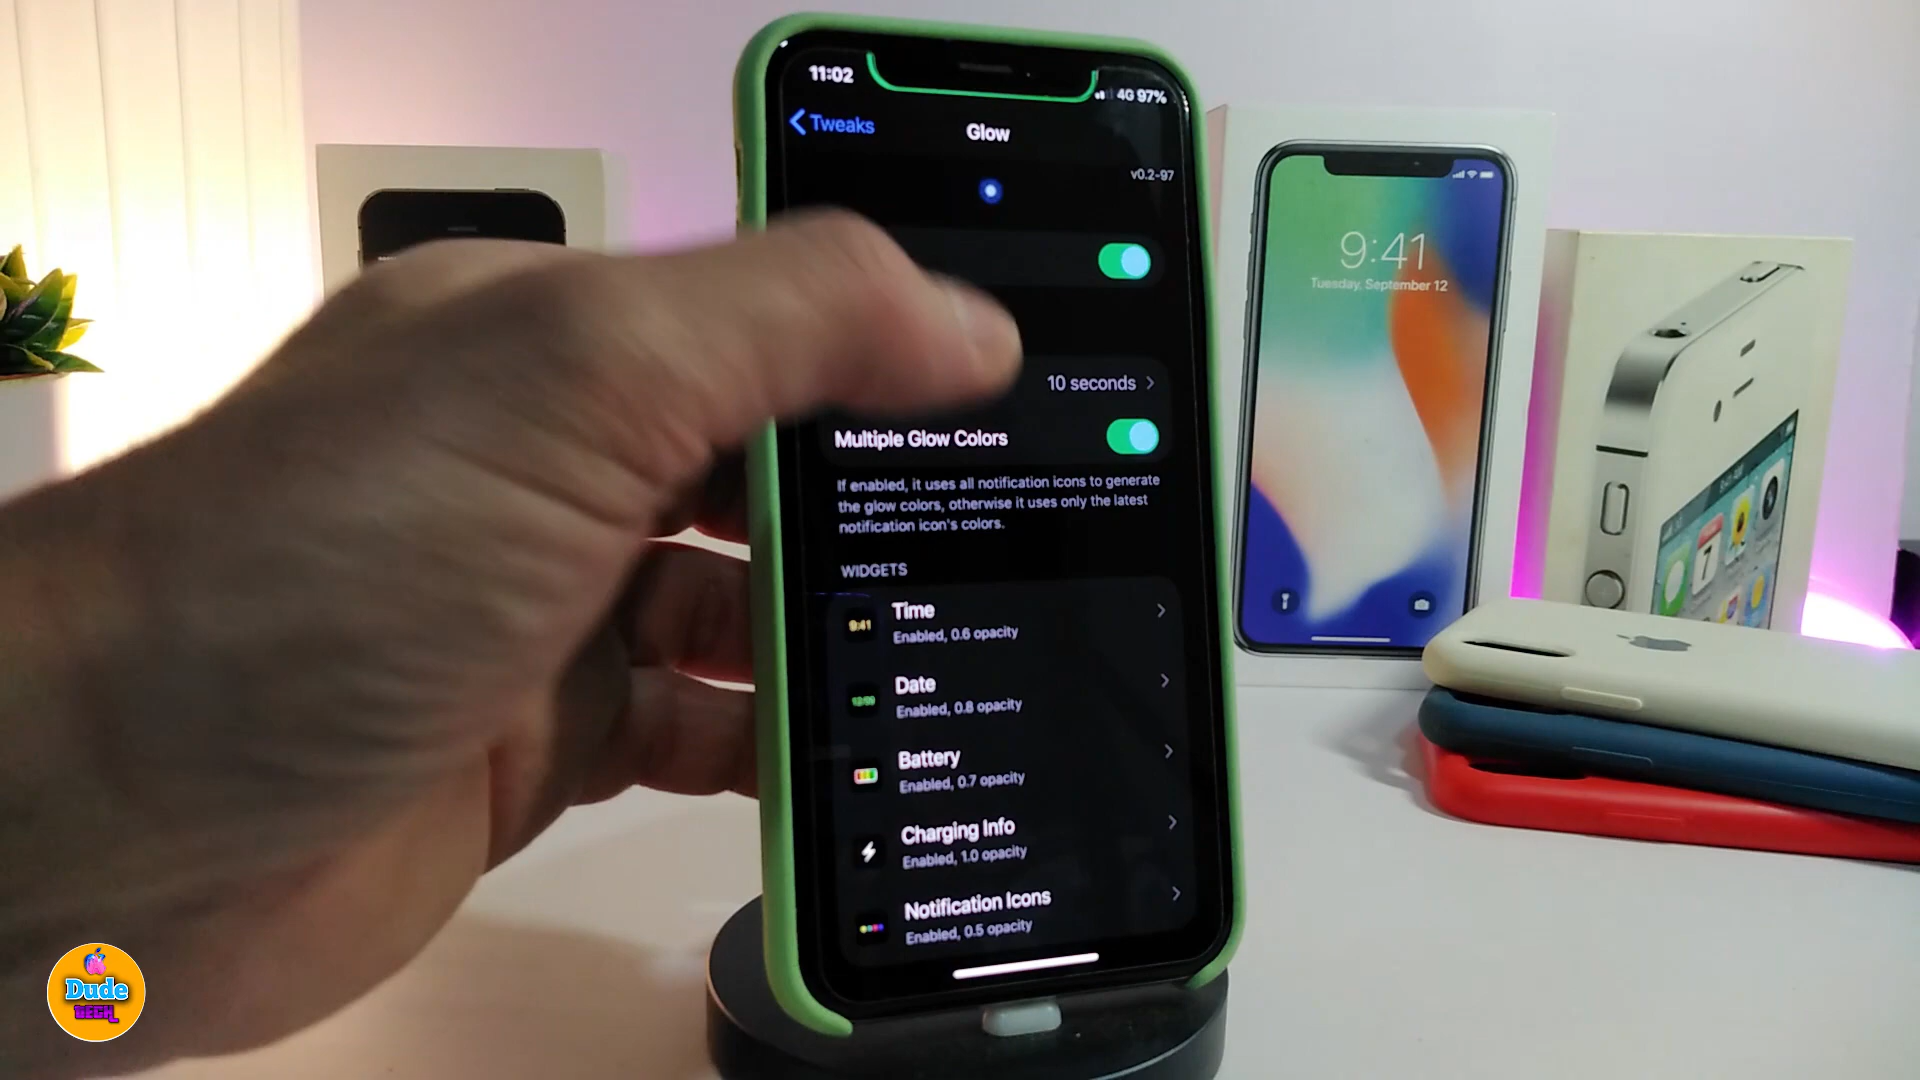 11:02
4G 97%
Tweaks
Glow
v0.2-97
10 seconds
Multiple Glow Colors
If enabled, it uses all notification icons to generate
the glow colors, otherwise it uses only the latest
notification icon's colors.
WIDGETS
9:41
Time
Enabled, 0.6 opacity
12/09
Date
Enabled, 0.8 opacity
Battery
Enabled, 0.7 opacity
Charging Info
Enabled, 1.0 opacity
Notification Icons
Enabled, 0.5 opacity
9:41
Tuesday, September 12
7
Dude
TECH